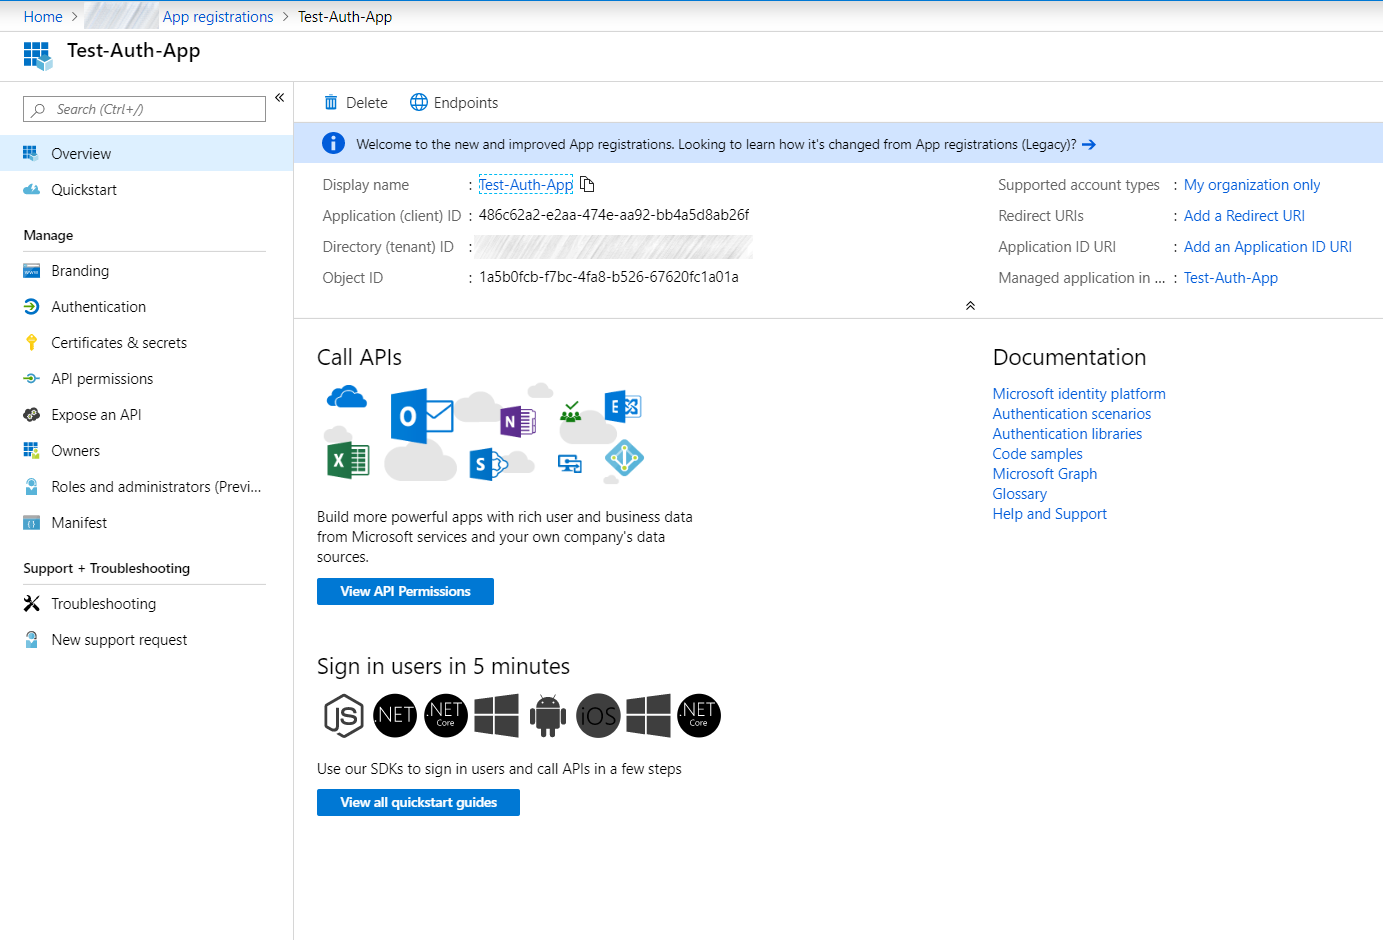 Home > App registrations > Test-Auth-App
Test-Auth-App
Search (Ctrl+/)
«
Overview
Quickstart
Manage
Branding
Authentication
Certificates & secrets
API permissions
Expose an API
Owners
Roles and administrators (Previ...
Manifest
Support + Troubleshooting
Troubleshooting
New support request
Delete
Endpoints
Welcome to the new and improved App registrations. Looking to learn how it's changed from App registrations (Legacy)? →
Display name : Test-Auth-App
Application (client) ID : 486c62a2-e2aa-474e-aa92-bb4a5d8ab26f
Directory (tenant) ID :
Object ID : 1a5b0fcb-f7bc-4fa8-b526-67620fc1a01a
Supported account types : My organization only
Redirect URIs : Add a Redirect URI
Application ID URI : Add an Application ID URI
Managed application in ... : Test-Auth-App
Call APIs
O
N
E
X
S
Build more powerful apps with rich user and business data
from Microsoft services and your own company's data
sources.
View API Permissions
Sign in users in 5 minutes
JS .NET .NET Core iOS .NET Core
Use our SDKs to sign in users and call APIs in a few steps
View all quickstart guides
Documentation
Microsoft identity platform
Authentication scenarios
Authentication libraries
Code samples
Microsoft Graph
Glossary
Help and Support